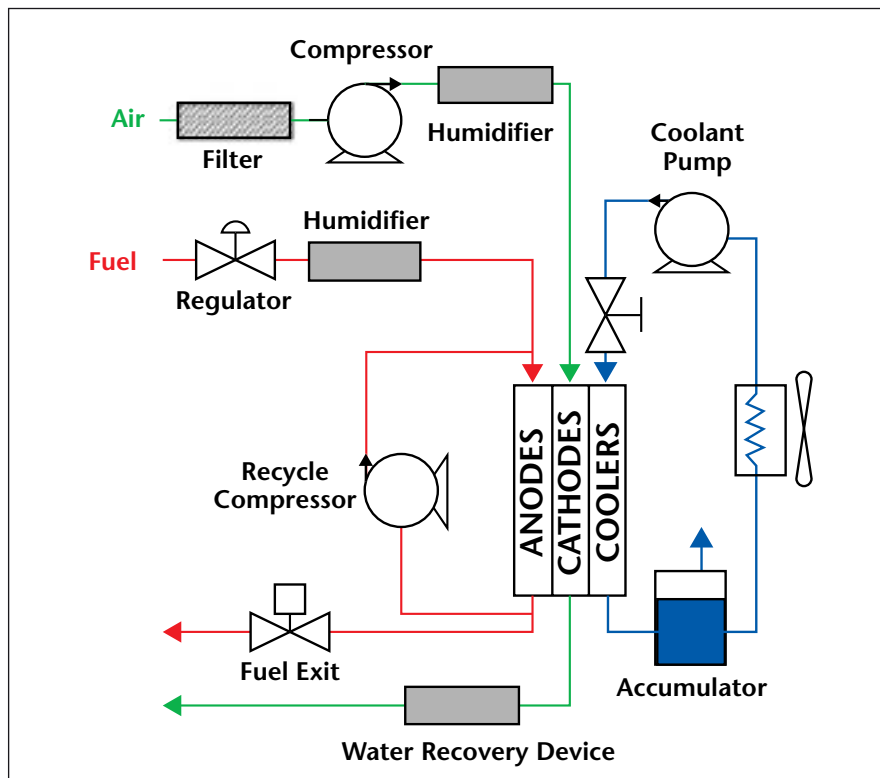 Compressor
Air
Filter
Humidifier
Coolant
Pump
Humidifier
Fuel
Regulator
ANODES
CATHODES
COOLERS
Recycle
Compressor
Fuel Exit
Accumulator
Water Recovery Device